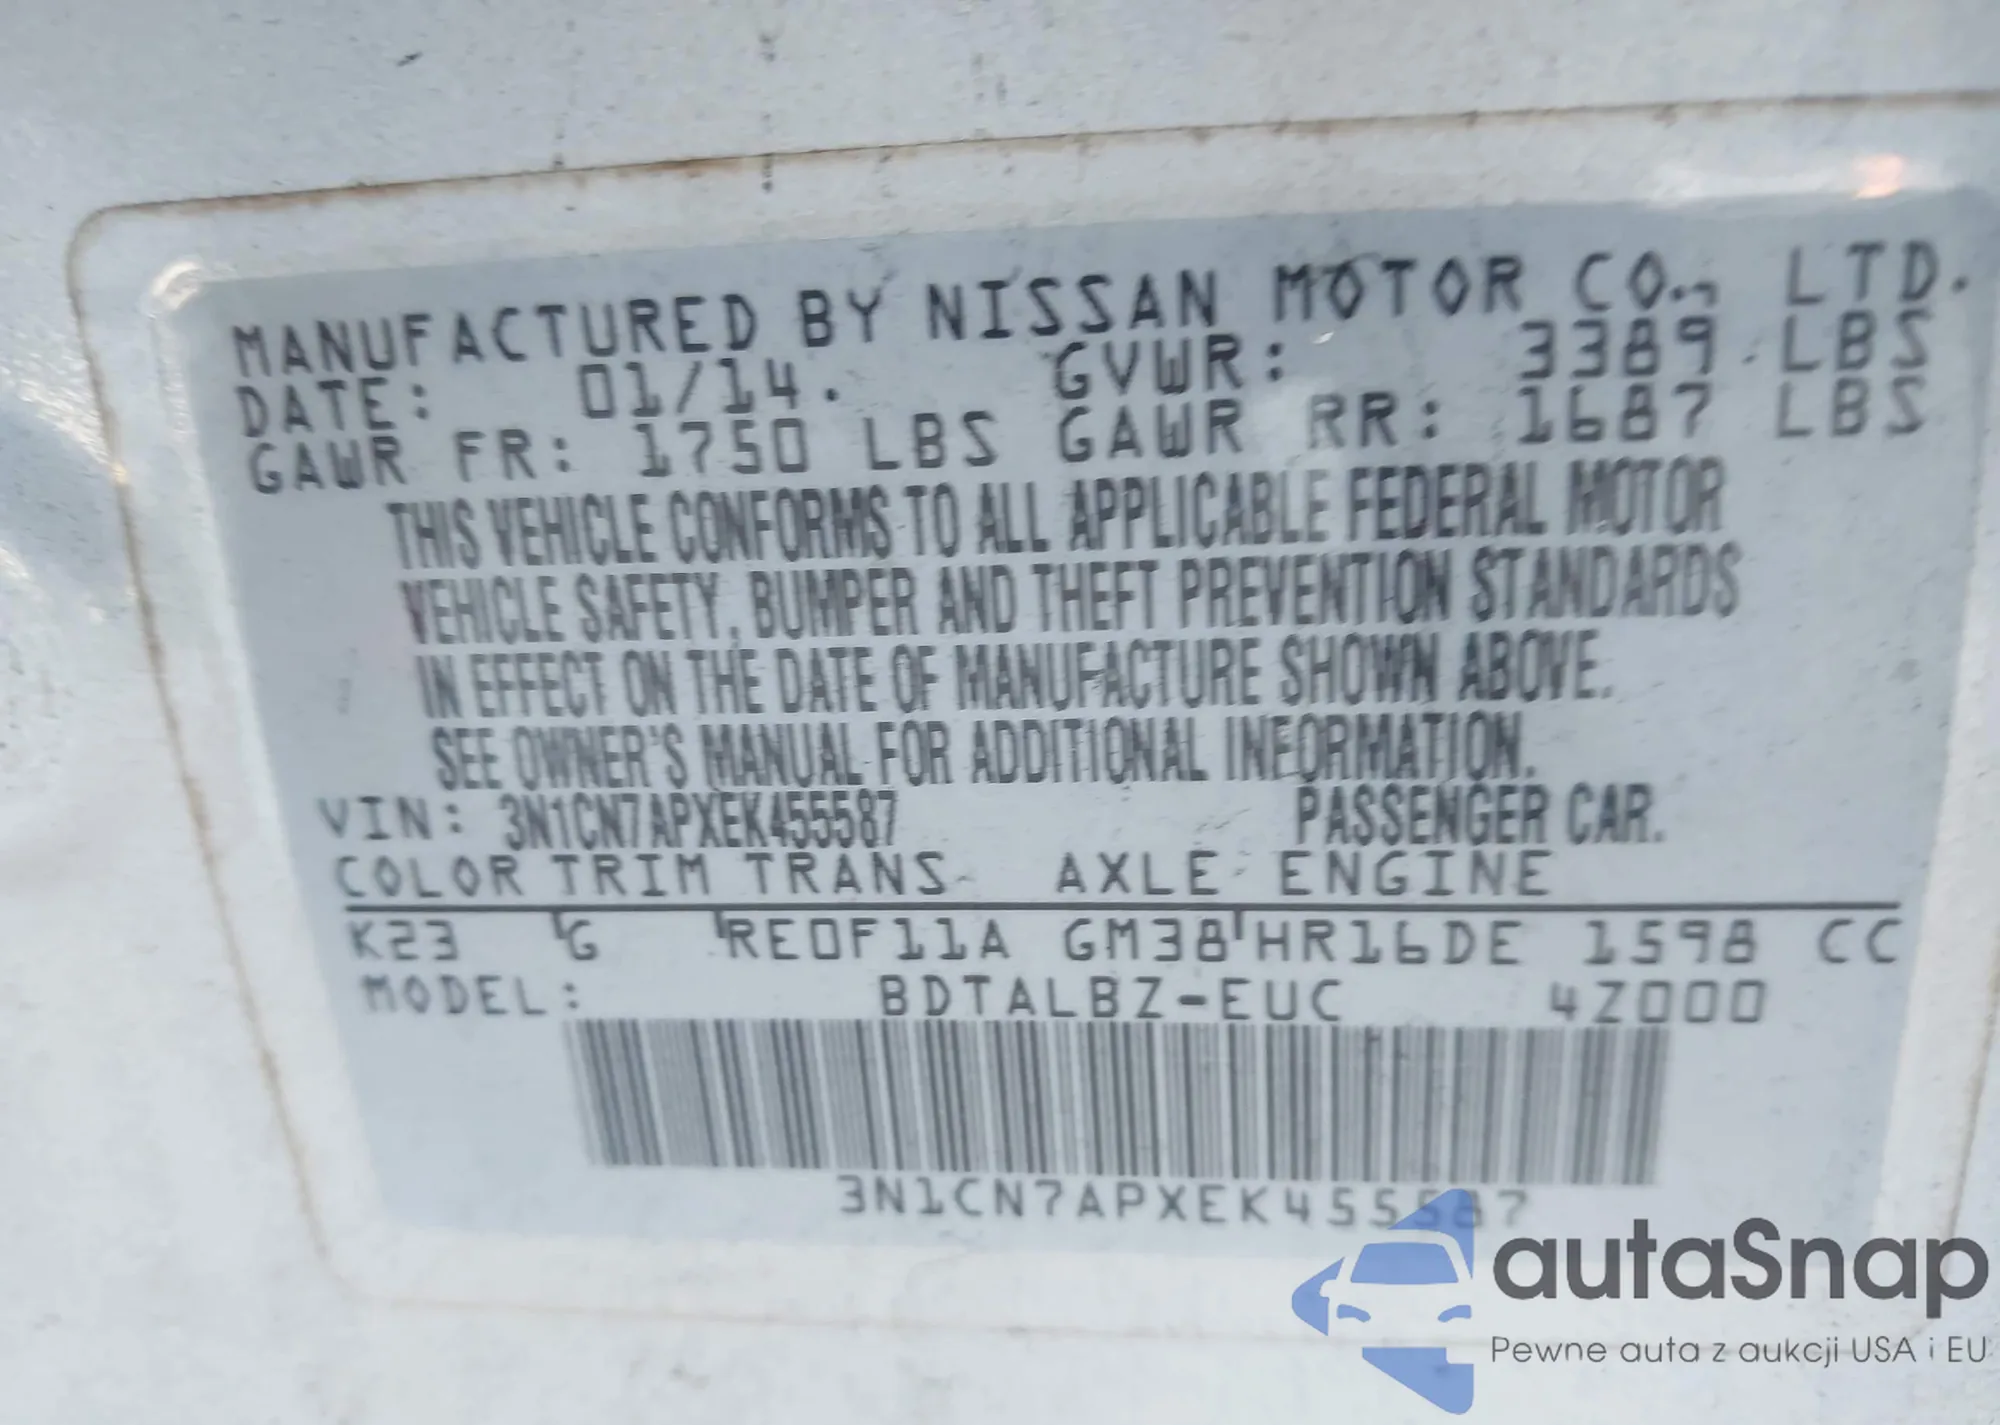 MANUFACTURED BY NISSAN MOTOR CO., LTD.
DATE: 01/14. GVWR: 3389 LBS
GAWR FR: 1750 LBS GAWR RR: 1687 LBS
THIS VEHICLE CONFORMS TO ALL APPLICABLE FEDERAL MOTOR
VEHICLE SAFETY, BUMPER AND THEFT PREVENTION STANDARDS
IN EFFECT ON THE DATE OF MANUFACTURE SHOWN ABOVE.
SEE OWNER'S MANUAL FOR ADDITIONAL INFORMATION.
VIN: 3N1CN7APXEK455587 PASSENGER CAR.
COLOR TRIM TRANS AXLE ENGINE
K23 G RE0F11A GM38 HR16DE 1598 CC
MODEL: BDTALBZ-EUC 4Z000
3N1CN7APXEK455587
autaSnap
Pewne auta z aukcji USA i EU